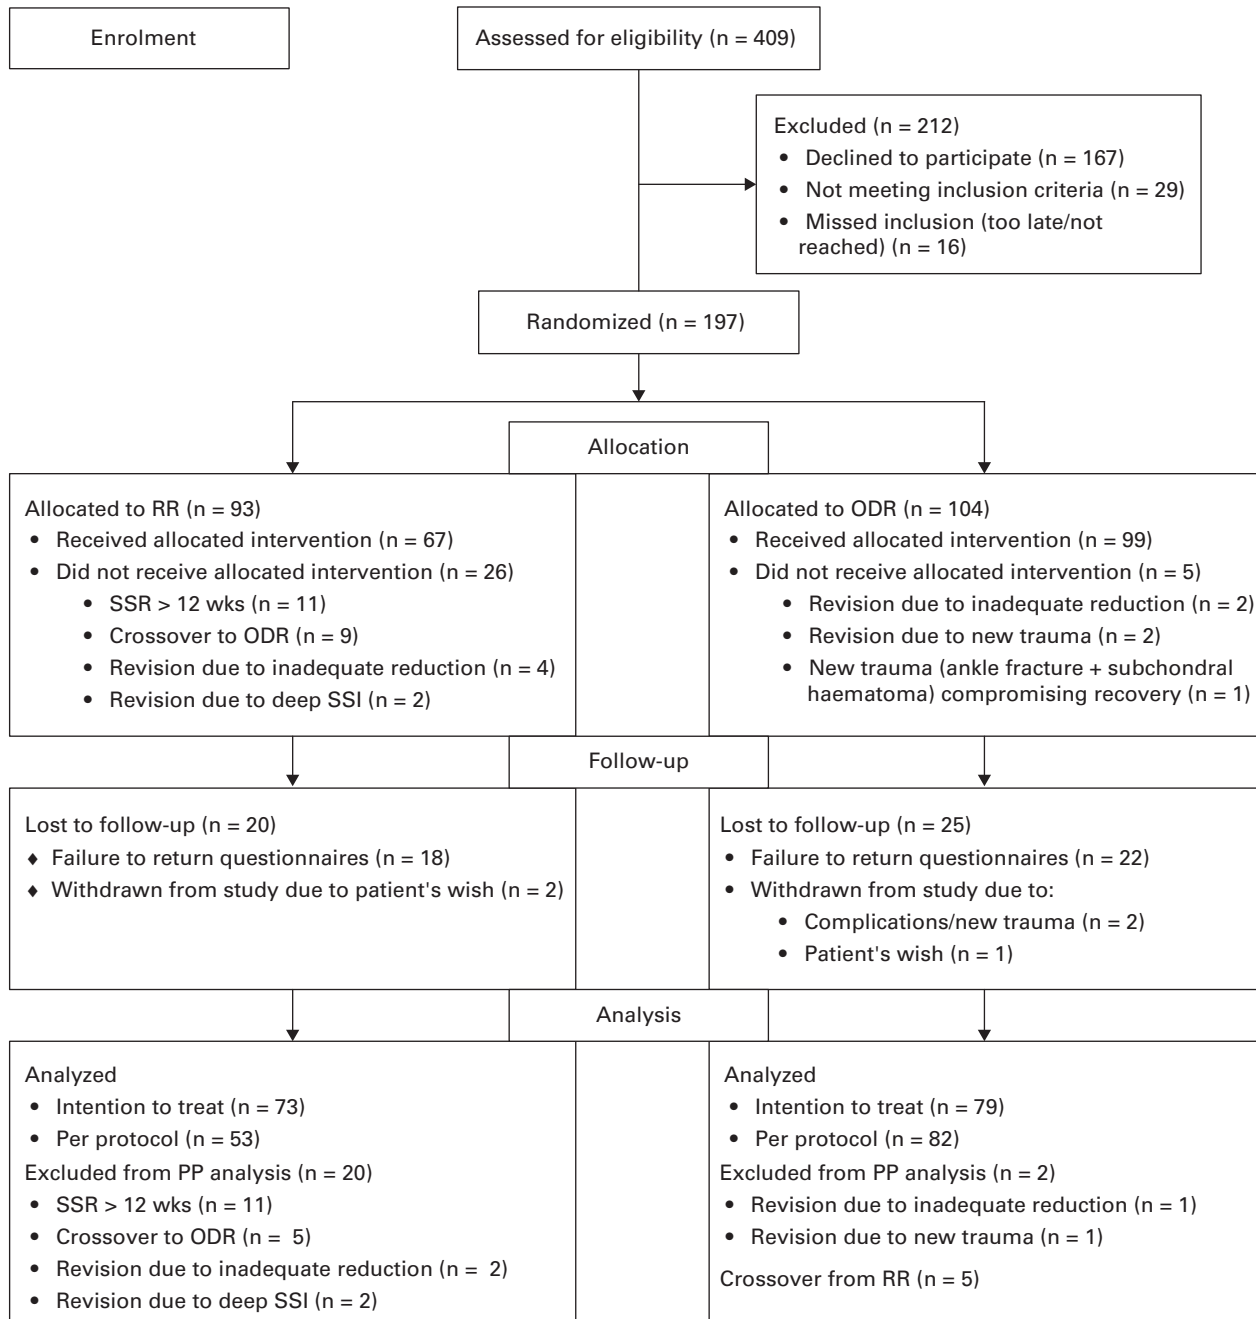 Enrolment
Assessed for eligibility (n = 409)
Excluded (n = 212)
• Declined to participate (n = 167)
• Not meeting inclusion criteria (n = 29)
• Missed inclusion (too late/not
reached) (n = 16)
Randomized (n = 197)
Allocation
Allocated to RR (n = 93)
• Received allocated intervention (n = 67)
• Did not receive allocated intervention (n = 26)
• SSR > 12 wks (n = 11)
• Crossover to ODR (n = 9)
• Revision due to inadequate reduction (n = 4)
• Revision due to deep SSI (n = 2)
Allocated to ODR (n = 104)
• Received allocated intervention (n = 99)
• Did not receive allocated intervention (n = 5)
• Revision due to inadequate reduction (n = 2)
• Revision due to new trauma (n = 2)
• New trauma (ankle fracture + subchondral
haematoma) compromising recovery (n = 1)
Follow-up
Lost to follow-up (n = 20)
♦ Failure to return questionnaires (n = 18)
♦ Withdrawn from study due to patient's wish (n = 2)
Lost to follow-up (n = 25)
• Failure to return questionnaires (n = 22)
• Withdrawn from study due to:
• Complications/new trauma (n = 2)
• Patient's wish (n = 1)
Analysis
Analyzed
• Intention to treat (n = 73)
• Per protocol (n = 53)
Excluded from PP analysis (n = 20)
• SSR > 12 wks (n = 11)
• Crossover to ODR (n = 5)
• Revision due to inadequate reduction (n = 2)
• Revision due to deep SSI (n = 2)
Analyzed
• Intention to treat (n = 79)
• Per protocol (n = 82)
Excluded from PP analysis (n = 2)
• Revision due to inadequate reduction (n = 1)
• Revision due to new trauma (n = 1)
Crossover from RR (n = 5)